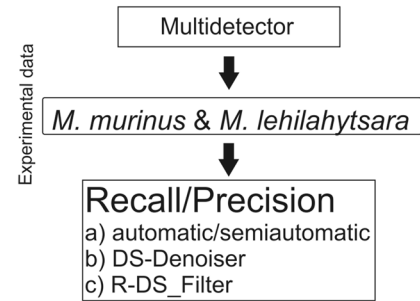 Multidetector
Experimental data
M. murinus & M. lehilahytsara
Recall/Precision
a) automatic/semiautomatic
b) DS-Denoiser
c) R-DS_Filter